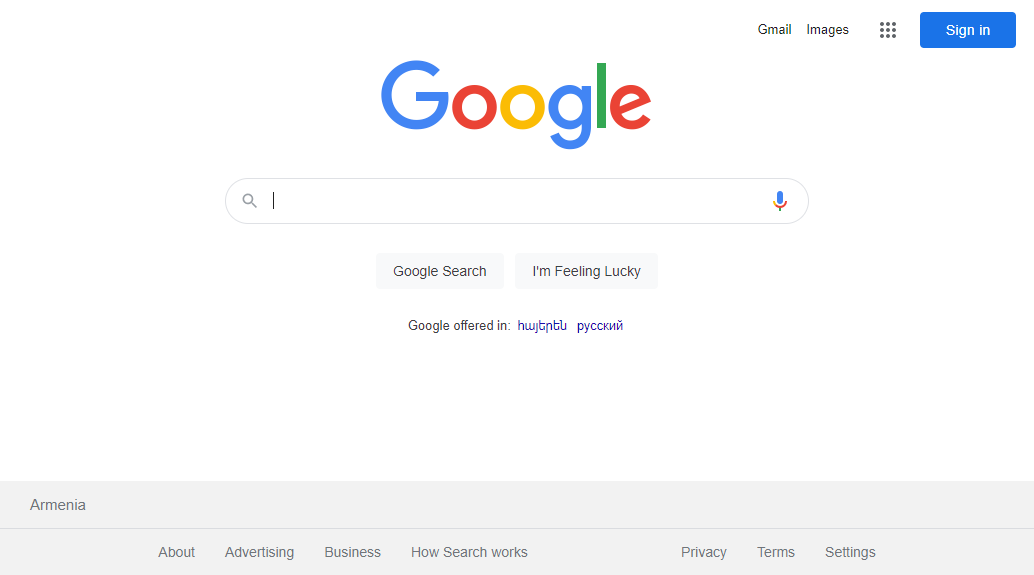 Gmail Images Sign in
Google
Google Search I'm Feeling Lucky
Google offered in: հայերեն русский
Armenia
About Advertising Business How Search works Privacy Terms Settings